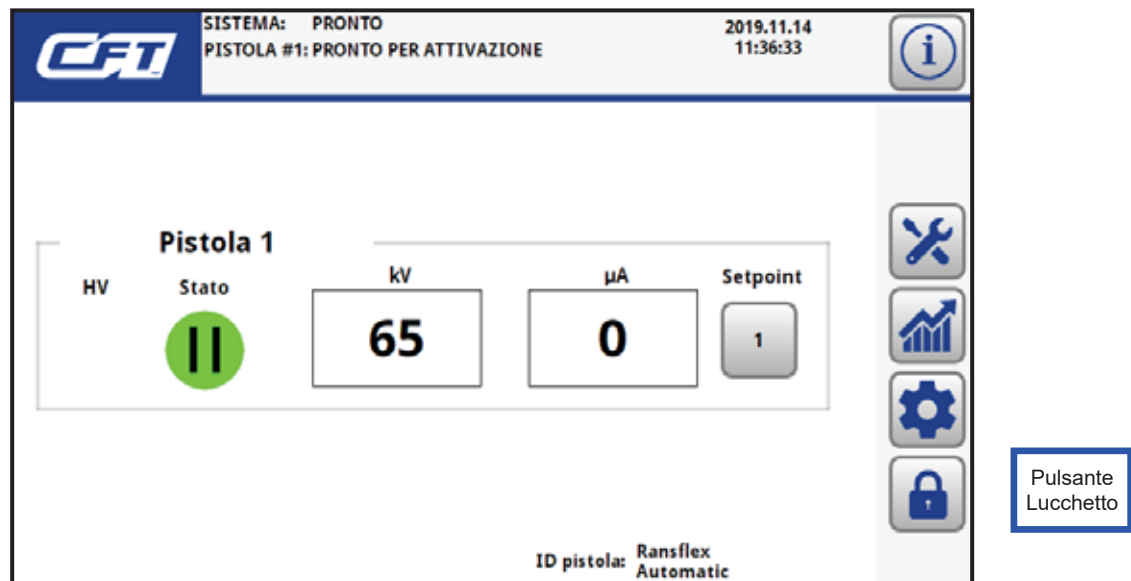 CFT
SISTEMA: PRONTO
PISTOLA #1: PRONTO PER ATTIVAZIONE
2019.11.14
11:36:33
i
Pistola 1
HV Stato kV µA Setpoint
65 0 1
Pulsante
Lucchetto
ID pistola: Ransflex
Automatic